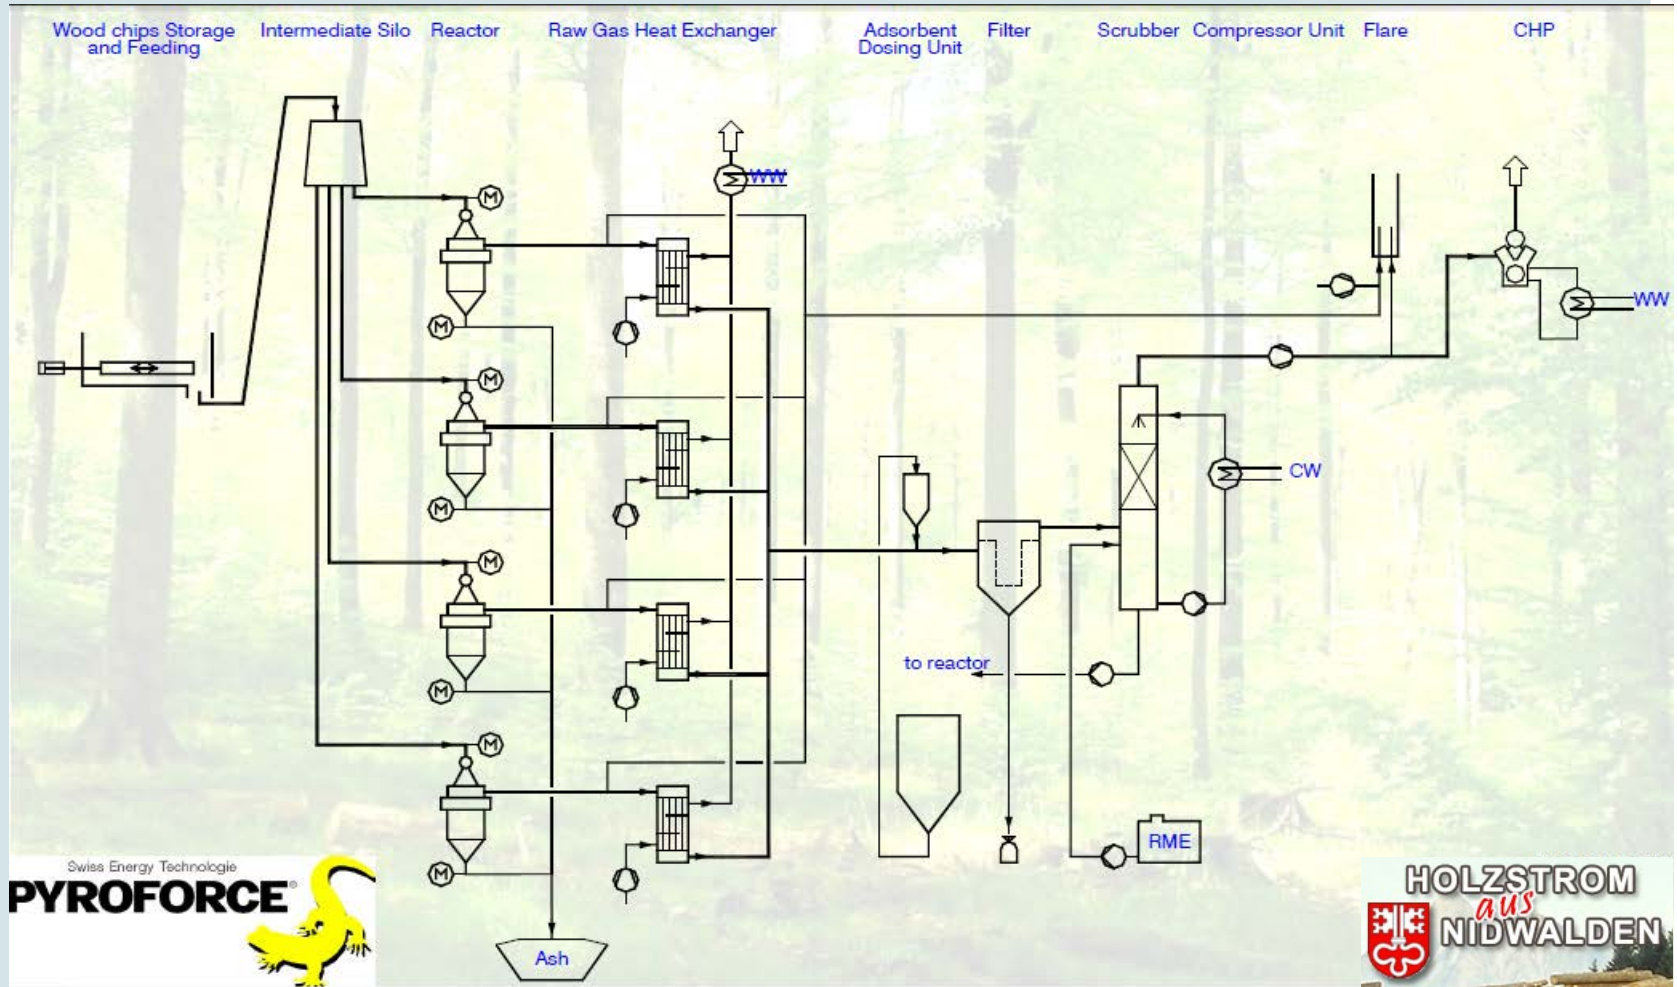 Wood chips Storage
and Feeding
Intermediate Silo
Reactor
Raw Gas Heat Exchanger
Adsorbent
Dosing Unit
Filter
Scrubber
Compressor Unit
Flare
CHP
WW
M
M
WW
M
M
CW
M
M
to reactor
M
RME
M
Ash
Swiss Energy Technologie
PYROFORCE®
HOLZSTROM
aus
NIDWALDEN